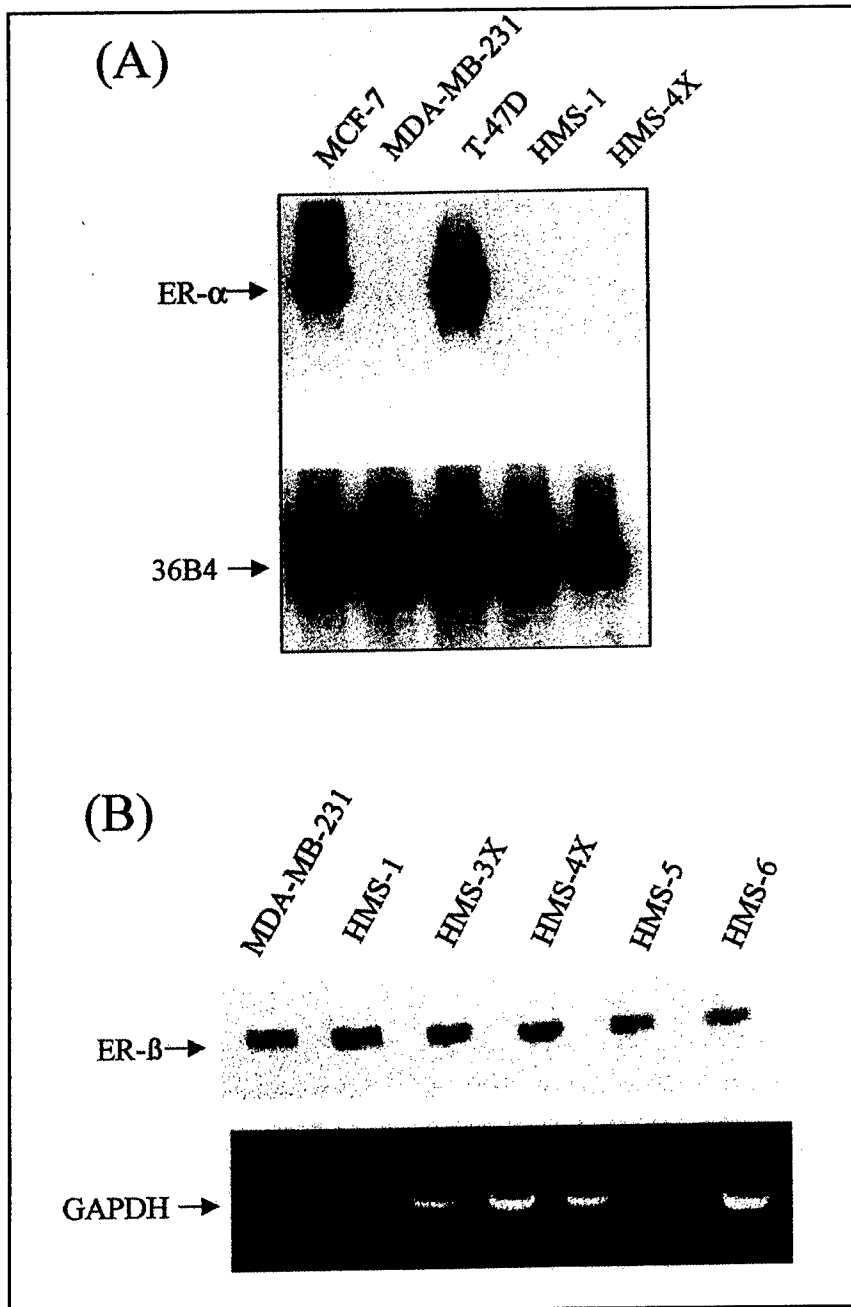 (A)
MCF-7
MDA-MB-231
T-47D
HMS-1
HMS-4X
ER-α
36B4
(B)
MDA-MB-231
HMS-1
HMS-3X
HMS-4X
HMS-5
HMS-6
ER-ß
GAPDH